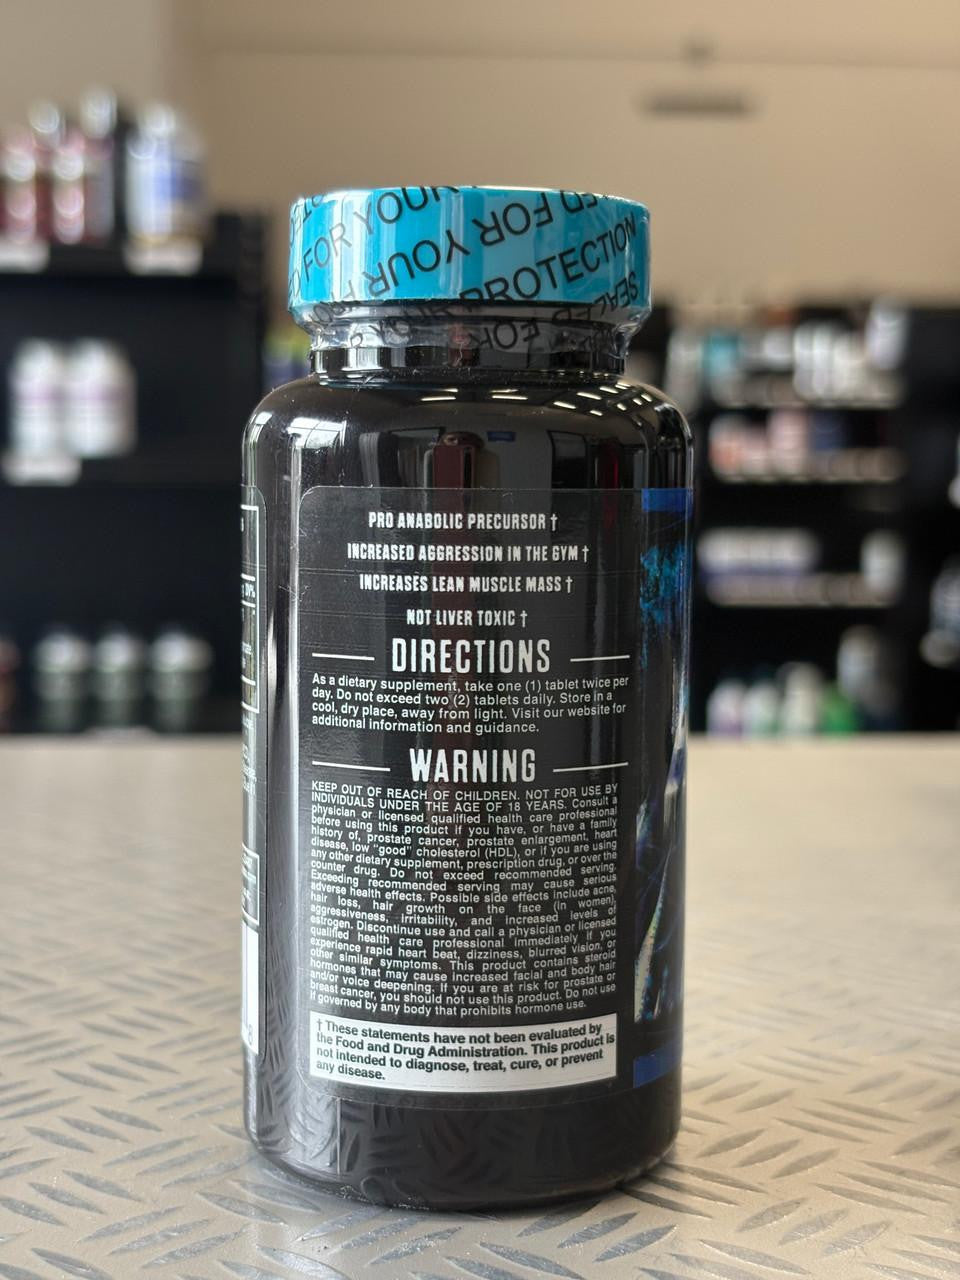 FOR YOUR
FOR YOUR
FOR YOUR PROTECTION
SEALED FOR
PRO ANABOLIC PRECURSOR †
INCREASED AGGRESSION IN THE GYM †
INCREASES LEAN MUSCLE MASS †
NOT LIVER TOXIC †
DIRECTIONS
As a dietary supplement, take one (1) tablet twice per
day. Do not exceed two (2) tablets daily. Store in a
cool, dry place, away from light. Visit our website for
additional information and guidance.
WARNING
KEEP OUT OF REACH OF CHILDREN. NOT FOR USE BY
INDIVIDUALS UNDER THE AGE OF 18 YEARS. Consult a
physician or licensed qualified health care professional
before using this product if you have, or have a family
history of, prostate cancer, prostate enlargement, heart
disease, low "good" cholesterol (HDL), or if you are using
any other dietary supplement, prescription drug, or over the
counter drug. Do not exceed recommended serving.
Exceeding recommended serving may cause serious
adverse health effects. Possible side effects include acne,
hair loss, hair growth on the face (in women),
aggressiveness, irritability, and increased levels of
estrogen. Discontinue use and call a physician or licensed
qualified health care professional immediately if you
experience rapid heart beat, dizziness, blurred vision, or
other similar symptoms. This product contains steroid
hormones that may cause increased facial and body hair
and/or voice deepening. If you are at risk for prostate or
breast cancer, you should not use this product. Do not use
if governed by any body that prohibits hormone use.
† These statements have not been evaluated by
the Food and Drug Administration. This product is
not intended to diagnose, treat, cure, or prevent
any disease.